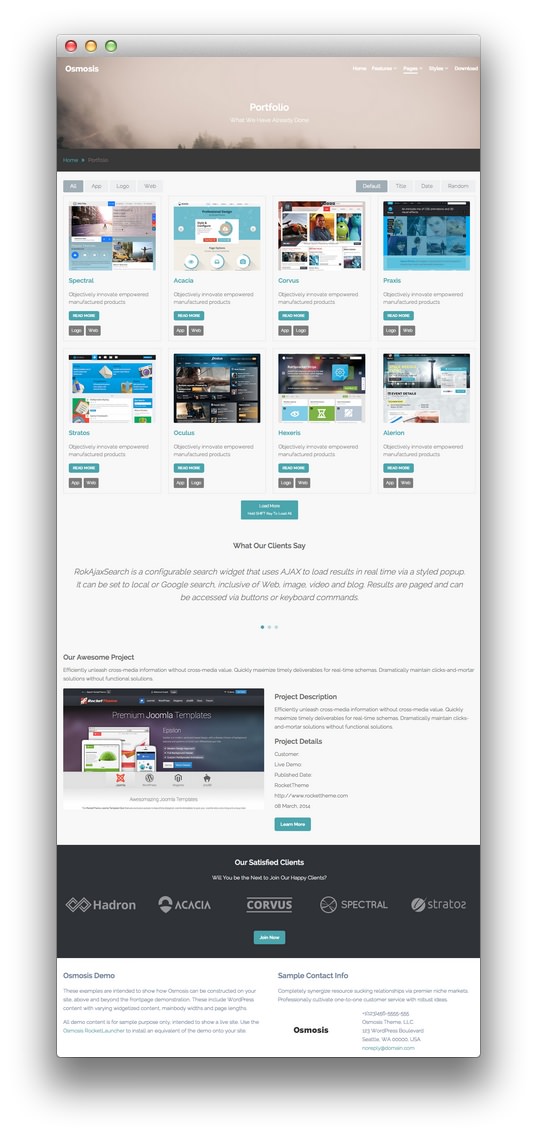 Osmosis
Home Features Pages Styles Download
Portfolio
What We Have Already Done
Home Portfolio
All App Logo Web
Default Title Date Random
Spectral
Objectively innovate empowered
manufactured products
READ MORE
Logo Web
Acacia
Objectively innovate empowered
manufactured products
READ MORE
App Web
Corvus
Objectively innovate empowered
manufactured products
READ MORE
App Logo
Praxis
Objectively innovate empowered
manufactured products
READ MORE
Logo Web
Stratos
Objectively innovate empowered
manufactured products
READ MORE
App Web
Oculus
Objectively innovate empowered
manufactured products
READ MORE
App Logo
Hexeris
Objectively innovate empowered
manufactured products
READ MORE
Logo Web
Alerion
Objectively innovate empowered
manufactured products
READ MORE
App Web
Load More
Hold SHIFT Key To Load All
What Our Clients Say
RokAjaxSearch is a configurable search widget that uses AJAX to load results in real time via a styled popup.
It can be set to local or Google search, inclusive of Web, image, video and blog. Results are paged and can
be accessed via buttons or keyboard commands.
Our Awesome Project
Efficiently unleash cross-media information without cross-media value. Quickly maximize timely deliverables for real-time schemas. Dramatically maintain clicks-and-mortar
solutions without functional solutions.
RocketTheme
Premium Joomla Templates
Epsilon
Awesomazing Joomla Templates
Project Description
Efficiently unleash cross-media information without cross-media value. Quickly
maximize timely deliverables for real-time schemas. Dramatically maintain clicks-
and-mortar solutions without functional solutions.
Project Details
Customer:
Live Demo:
Published Date:
RocketTheme
http://www.rockettheme.com
08 March, 2014
Learn More
Our Satisfied Clients
Will You be the Next to Join Our Happy Clients?
Hadron ACACIA CORVUS SPECTRAL stratos
Join Now
Osmosis Demo
These examples are intended to show how Osmosis can be constructed on your
site, above and beyond the frontpage demonstration. These include WordPress
content with varying widgetized content, mainbody widths and page lengths.
All demo content is for sample purpose only, intended to show a live site. Use the
Osmosis RocketLauncher to install an equivalent of the demo onto your site.
Sample Contact Info
Completely synergize resource sucking relationships via premier niche markets.
Professionally cultivate one-to-one customer service with robust ideas.
Osmosis
Osmosis Theme, LLC
123 WordPress Boulevard
Seattle, WA 00000, USA
noreply@domain.com